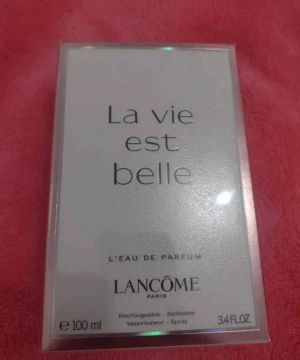 La vie
est
belle
L'EAU DE PARFUM
LANCÔME
PARIS
Rechargeable - Refillable
Vaporisateur - Spray
e 100 ml
3.4 FL.OZ.